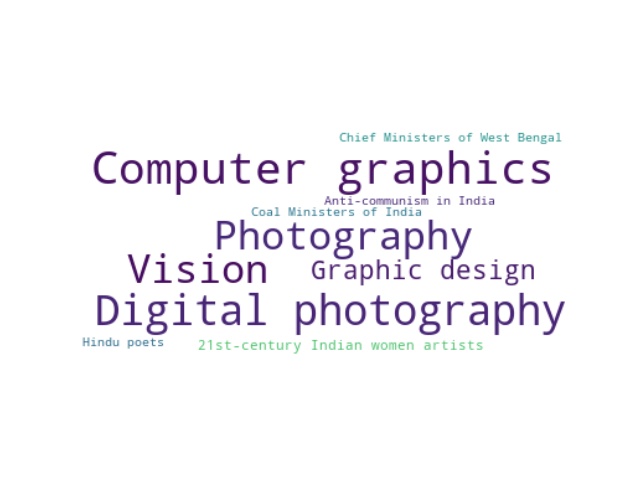 Chief Ministers of West Bengal
Computer graphics
Anti-communism in India
Coal Ministers of India
Photography
Vision
Graphic design
Digital photography
Hindu poets
21st-century Indian women artists